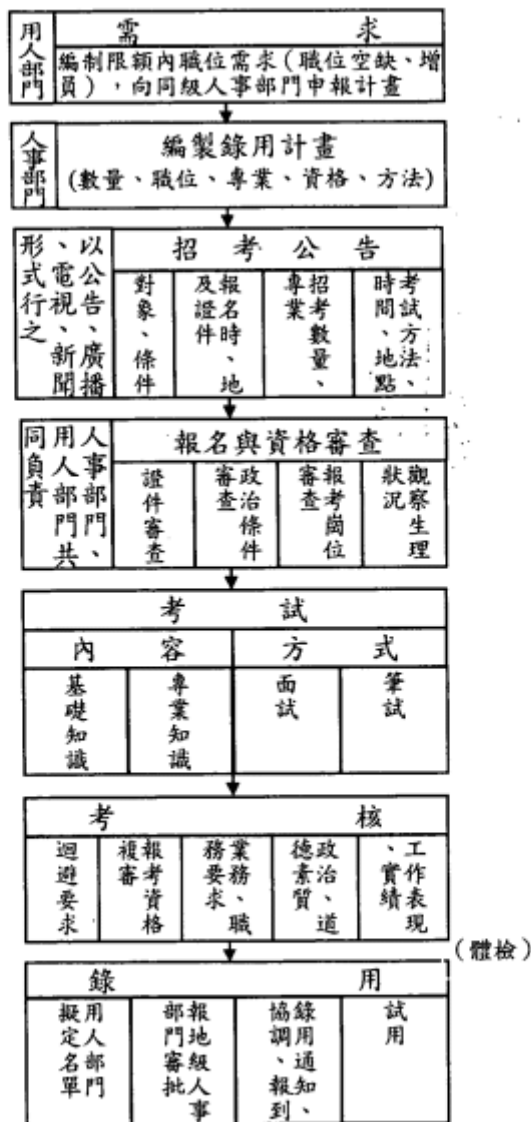 用人部門
需求
編制限額內職位需求(職位空缺、增
員),向同級人事部門申報計畫
人事部門
編製錄用計畫
(數量、職位、專業、資格、方法)
以公告、廣播
、電視、新聞
形式行之
招考公告
對象、條件
報名時、地
及證件
招考數量、
專業
考試方法、
時間、地點
人事部門、
用人部門共
同負責
報名與資格審查
證件審查
政治條件
審查
報考崗位
審查
觀察生理
狀況
考試
內容
方式
基礎知識
專業知識
面試
筆試
考核
迴避要求
報考資格
複審
業務、職
務要求
政治、道
德素質
工作表現
、實績
(體檢)
錄用
用人部門
擬定名單
報地級人事
部門審批
錄用通知、
協調、報到
試用